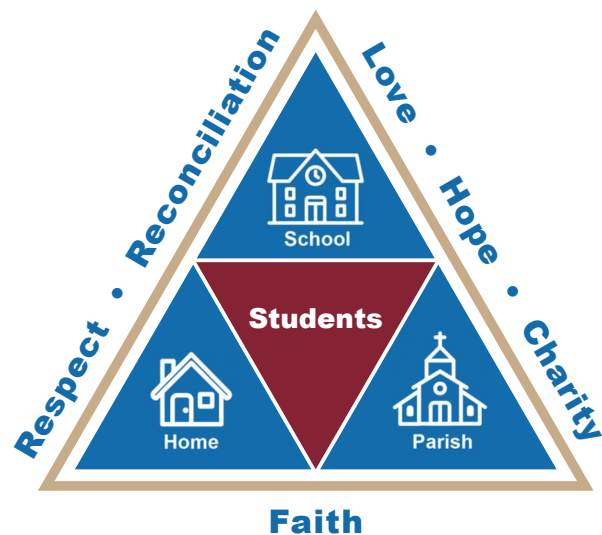 Respect • Reconciliation
Love • Hope • Charity
School
Students
Home
Parish
Faith